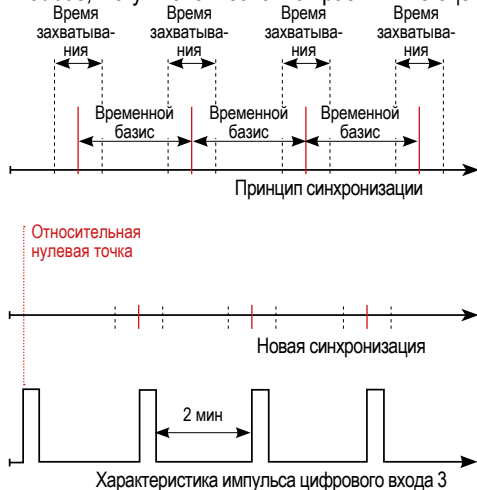 Время Время Время Время
захватыва- захватыва- захватыва- захватыва-
ния ния ния ния
Временной Временной Временной
базис базис базис
Принцип синхронизации
Относительная
нулевая точка
Новая синхронизация
2 мин
Характеристика импульса цифрового входа 3